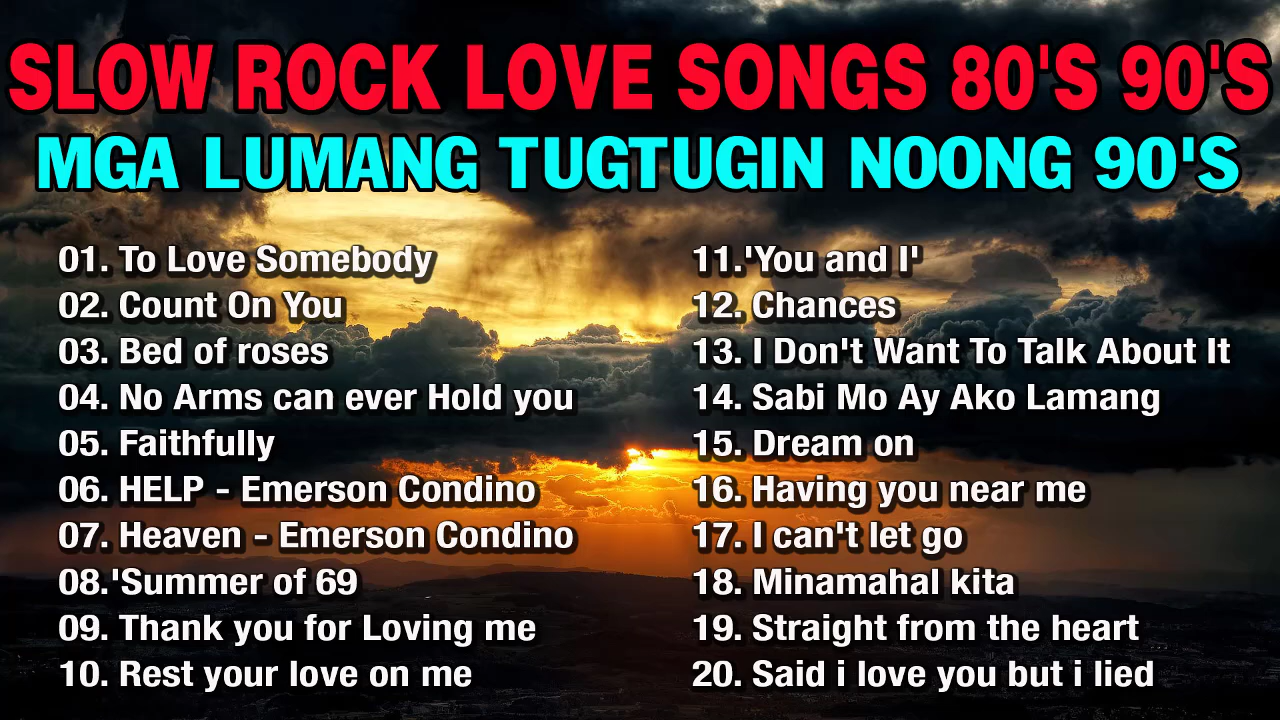 SLOW ROCK LOVE SONGS 80'S 90'S
MGA LUMANG TUGTUGIN NOONG 90'S
01. To Love Somebody
02. Count On You
03. Bed of roses
04. No Arms can ever Hold you
05. Faithfully
06. HELP - Emerson Condino
07. Heaven - Emerson Condino
08.'Summer of 69
09. Thank you for Loving me
10. Rest your love on me
11.'You and I'
12. Chances
13. I Don't Want To Talk About It
14. Sabi Mo Ay Ako Lamang
15. Dream on
16. Having you near me
17. I can't let go
18. Minamahal kita
19. Straight from the heart
20. Said i love you but i lied